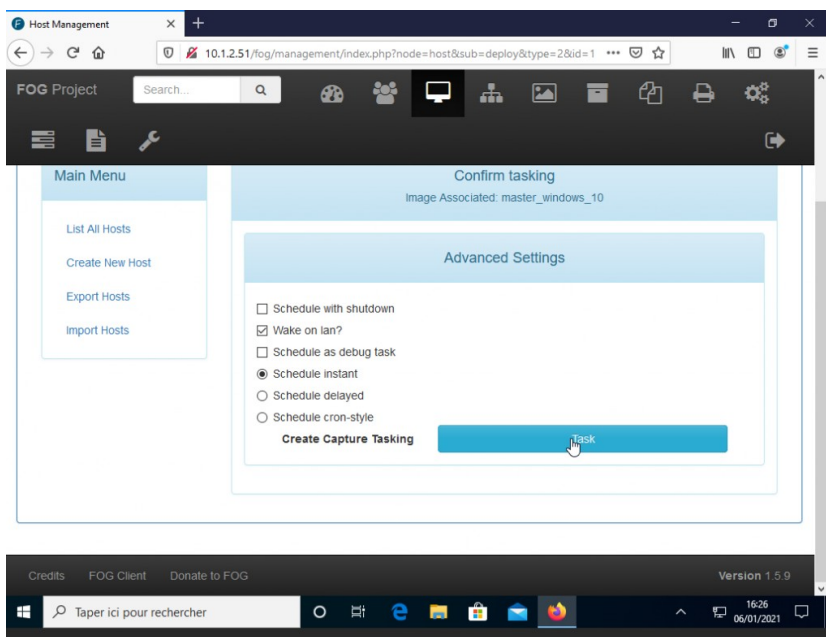 Host Management
10.1.2.51/fog/management/index.php?node=host&sub=deploy&type=2&id=1
FOG Project
Search...
Main Menu
List All Hosts
Create New Host
Export Hosts
Import Hosts
Confirm tasking
Image Associated: master_windows_10
Advanced Settings
Schedule with shutdown
Wake on lan?
Schedule as debug task
Schedule instant
Schedule delayed
Schedule cron-style
Create Capture Tasking
Task
Credits FOG Client Donate to FOG
Version 1.5.9
Taper ici pour rechercher
16:26
06/01/2021